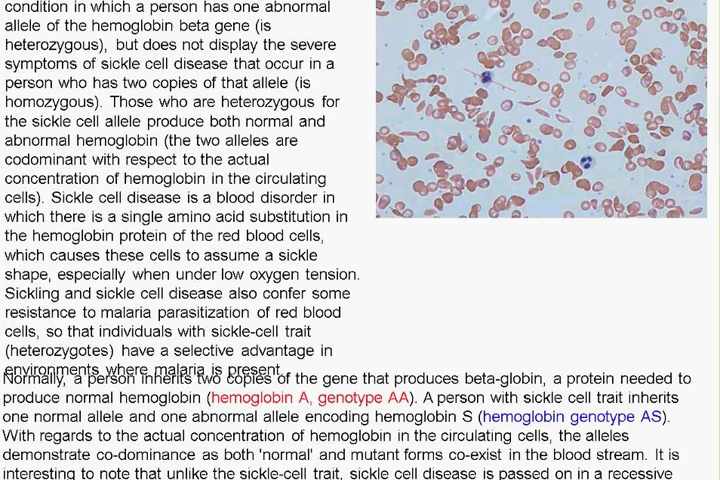 condition in which a person has one abnormal
allele of the hemoglobin beta gene (is
heterozygous), but does not display the severe
symptoms of sickle cell disease that occur in a
person who has two copies of that allele (is
homozygous). Those who are heterozygous for
the sickle cell allele produce both normal and
abnormal hemoglobin (the two alleles are
codominant with respect to the actual
concentration of hemoglobin in the circulating
cells). Sickle cell disease is a blood disorder in
which there is a single amino acid substitution in
the hemoglobin protein of the red blood cells,
which causes these cells to assume a sickle
shape, especially when under low oxygen tension.
Sickling and sickle cell disease also confer some
resistance to malaria parasitization of red blood
cells, so that individuals with sickle-cell trait
(heterozygotes) have a selective advantage in
environments where malaria is present.
Normally, a person inherits two copies of the gene that produces beta-globin, a protein needed to
produce normal hemoglobin (hemoglobin A, genotype AA). A person with sickle cell trait inherits
one normal allele and one abnormal allele encoding hemoglobin S (hemoglobin genotype AS).
With regards to the actual concentration of hemoglobin in the circulating cells, the alleles
demonstrate co-dominance as both 'normal' and mutant forms co-exist in the blood stream. It is
interesting to note that unlike the sickle-cell trait, sickle cell disease is passed on in a recessive